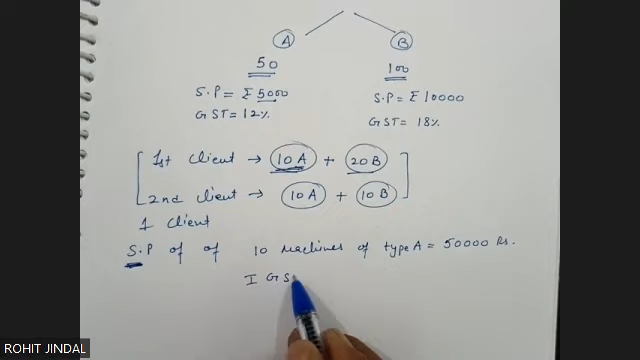 A B
50 100
S.P = ₹ 5000 S.P = ₹ 10000
GST = 12% GST = 18%
1st client → 10 A + 20 B
2nd client → 10 A + 10 B
1 client
S.P of of 10 machines of type A = 50000 Rs.
I G S
ROHIT JINDAL